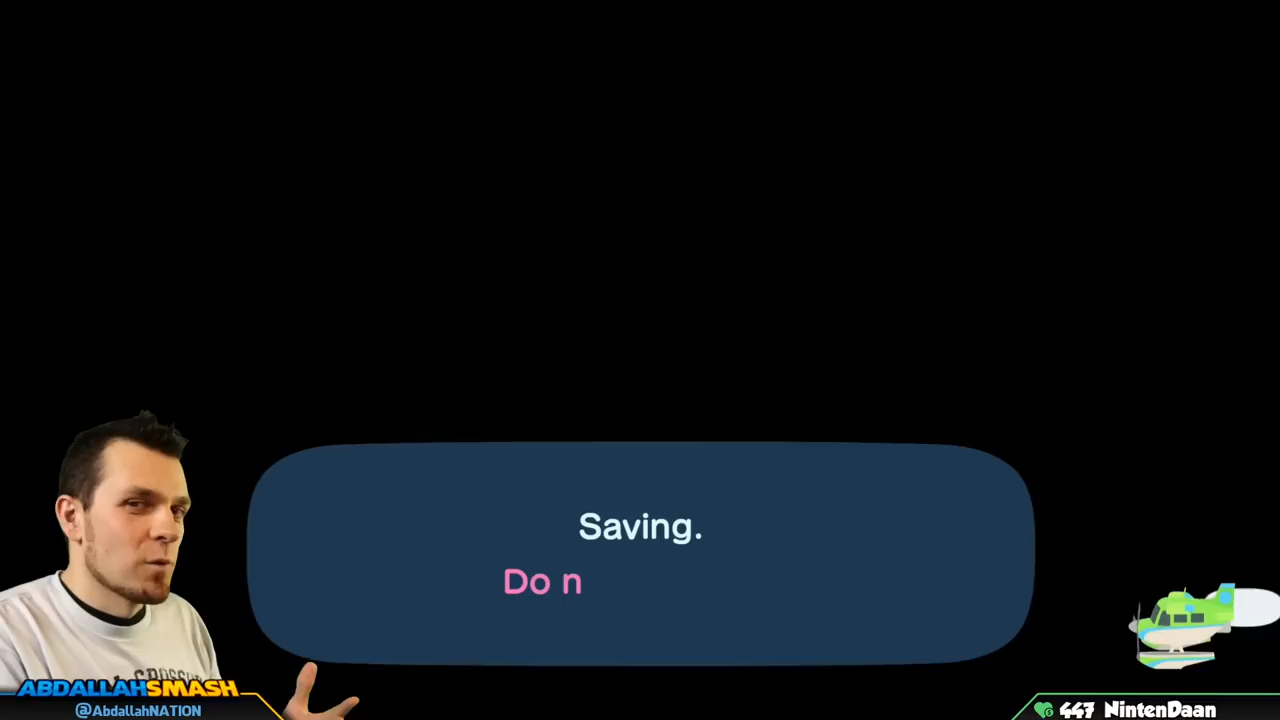 Saving.
Do n
ABDALLAHSMASH
@AbdallahNATION
447 NintenDaan